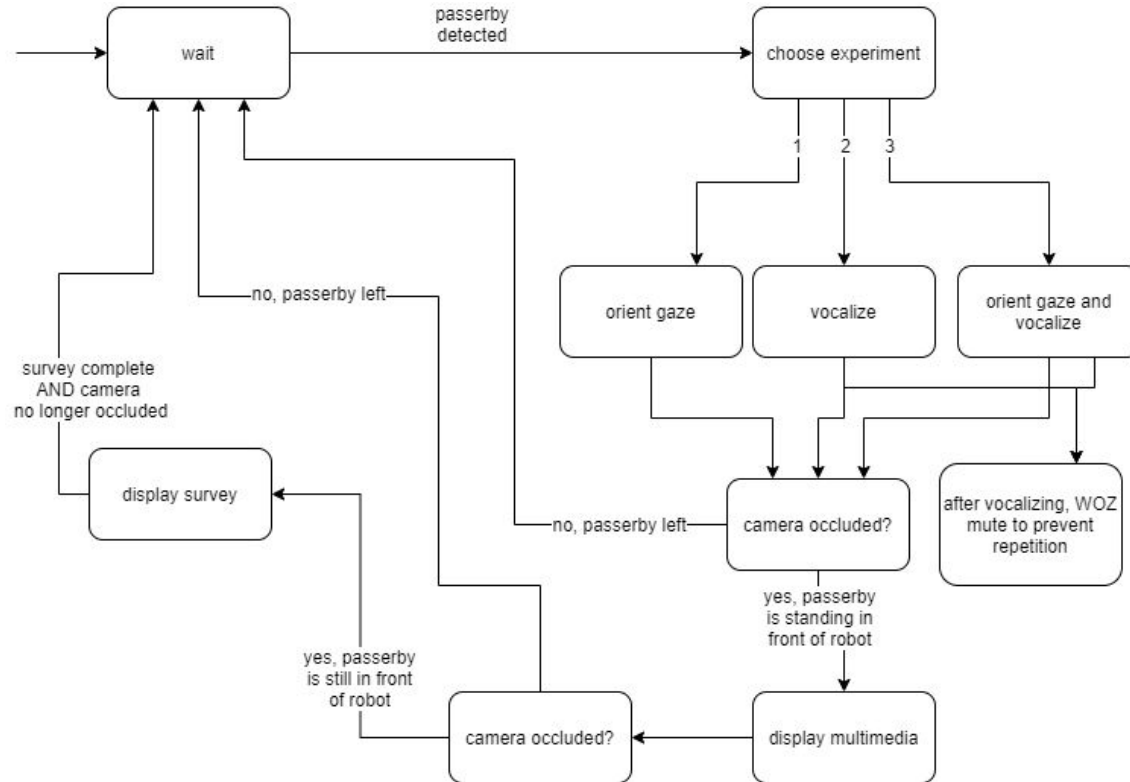 passerby
detected
wait
choose experiment
1
2
3
orient gaze
vocalize
orient gaze and
vocalize
no, passerby left
survey complete
AND camera
no longer occluded
display survey
no, passerby left
camera occluded?
after vocalizing, WOZ
mute to prevent
repetition
yes, passerby
is standing in
front of robot
yes, passerby
is still in front
of robot
camera occluded?
display multimedia